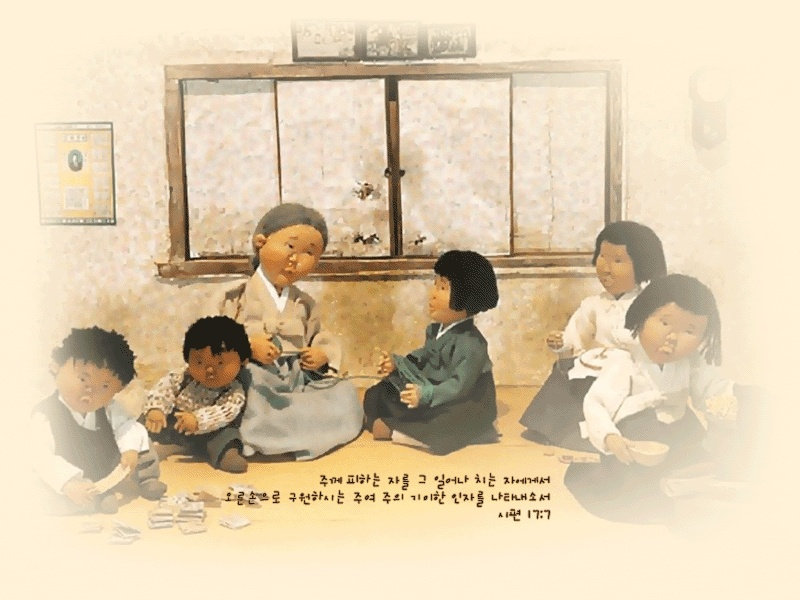 주께 피하는 자를 그 일어나 치는 자에게서
오른손으로 구원하시는 주여 주의 기이한 인자를 나타내소서
시편 17:7